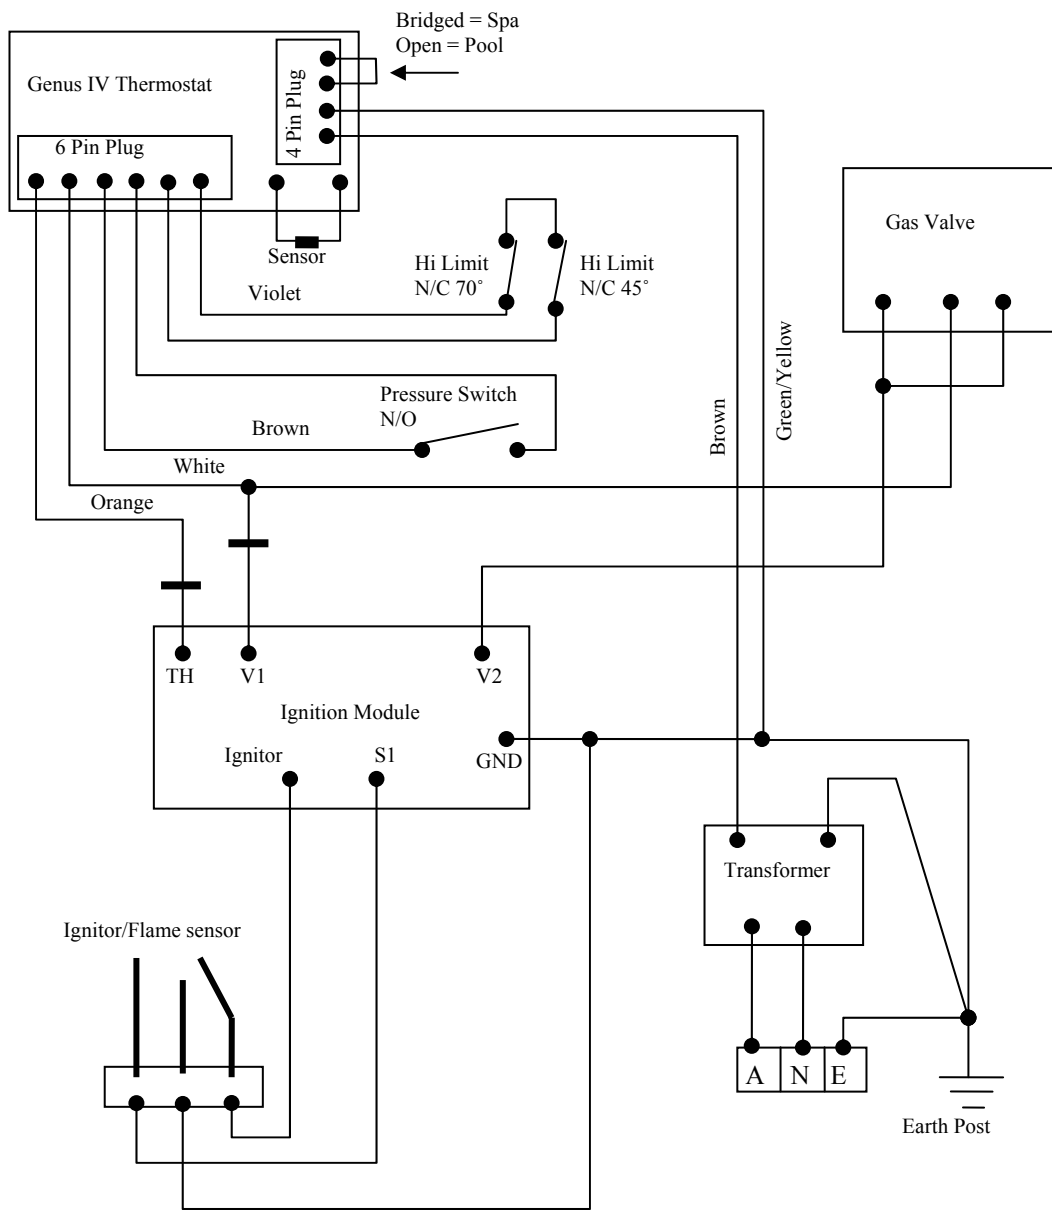 Bridged = Spa
Open = Pool
Genus IV Thermostat
4 Pin Plug
6 Pin Plug
Gas Valve
Sensor
Hi Limit
N/C 70˚
Hi Limit
N/C 45˚
Violet
Green/Yellow
Brown
Pressure Switch
N/O
Brown
White
Orange
TH
V1
V2
Ignition Module
Ignitor
S1
GND
Transformer
Ignitor/Flame sensor
A N E
Earth Post